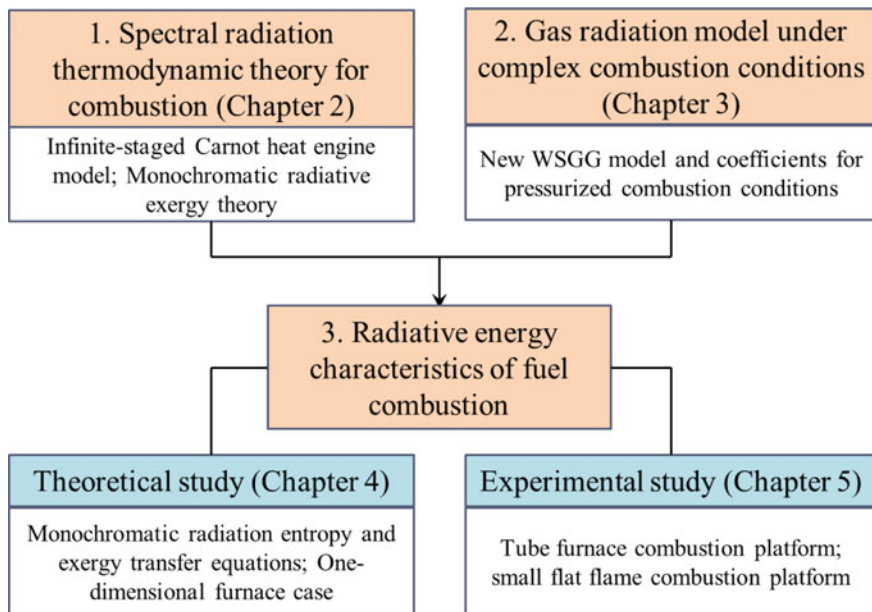 1. Spectral radiation
thermodynamic theory for
combustion (Chapter 2)
Infinite-staged Carnot heat engine
model; Monochromatic radiative
exergy theory
2. Gas radiation model under
complex combustion conditions
(Chapter 3)
New WSGG model and coefficients for
pressurized combustion conditions
3. Radiative energy
characteristics of fuel
combustion
Theoretical study (Chapter 4)
Monochromatic radiation entropy and
exergy transfer equations; One-
dimensional furnace case
Experimental study (Chapter 5)
Tube furnace combustion platform;
small flat flame combustion platform